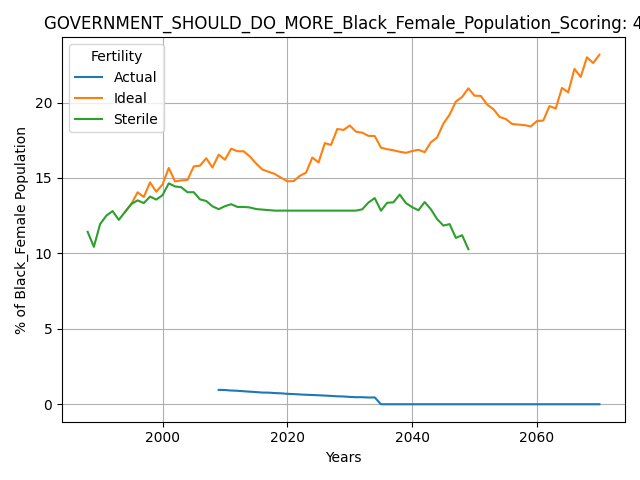 GOVERNMENT_SHOULD_DO_MORE_Black_Female_Population_Scoring: 4
Fertility
Actual
Ideal
Sterile
% of Black_Female Population
20
15
10
5
0
2000 2020 2040 2060
Years